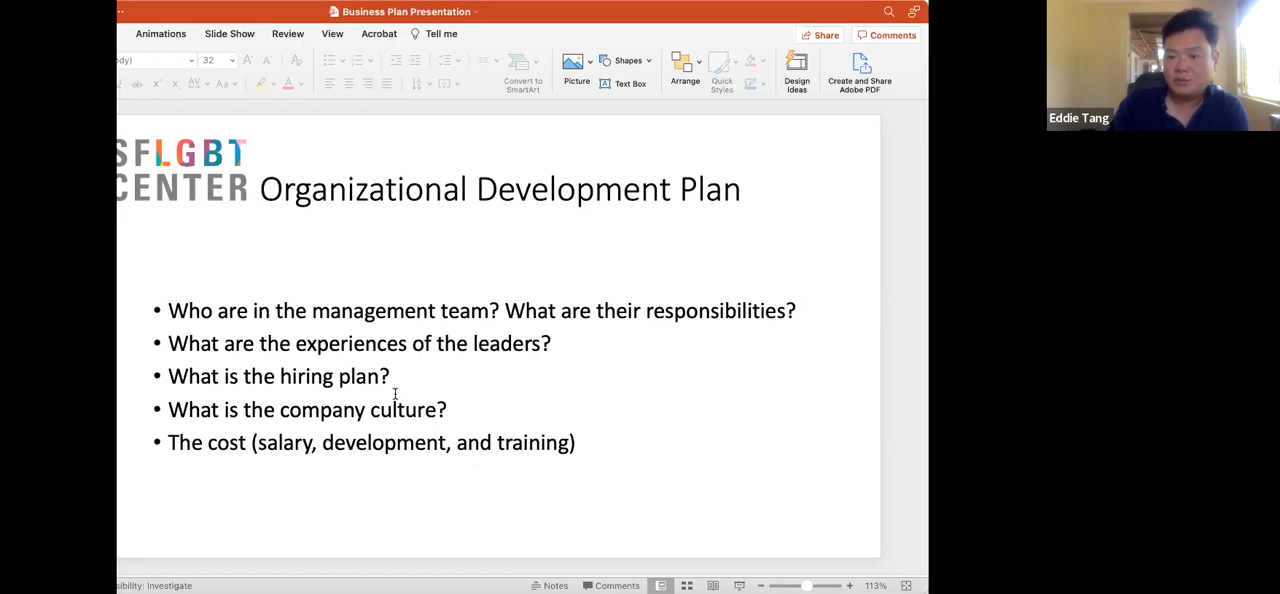 Business Plan Presentation
Animations Slide Show Review View Acrobat Tell me
Share Comments
32
Aa
Convert to SmartArt
Picture
Shapes
Text Box
Arrange
Quick Styles
Design Ideas
Create and Share Adobe PDF
Eddie Tang
SFLGBT
CENTER Organizational Development Plan
• Who are in the management team? What are their responsibilities?
• What are the experiences of the leaders?
• What is the hiring plan?
• What is the company culture?
• The cost (salary, development, and training)
Investigate
Notes Comments 113%